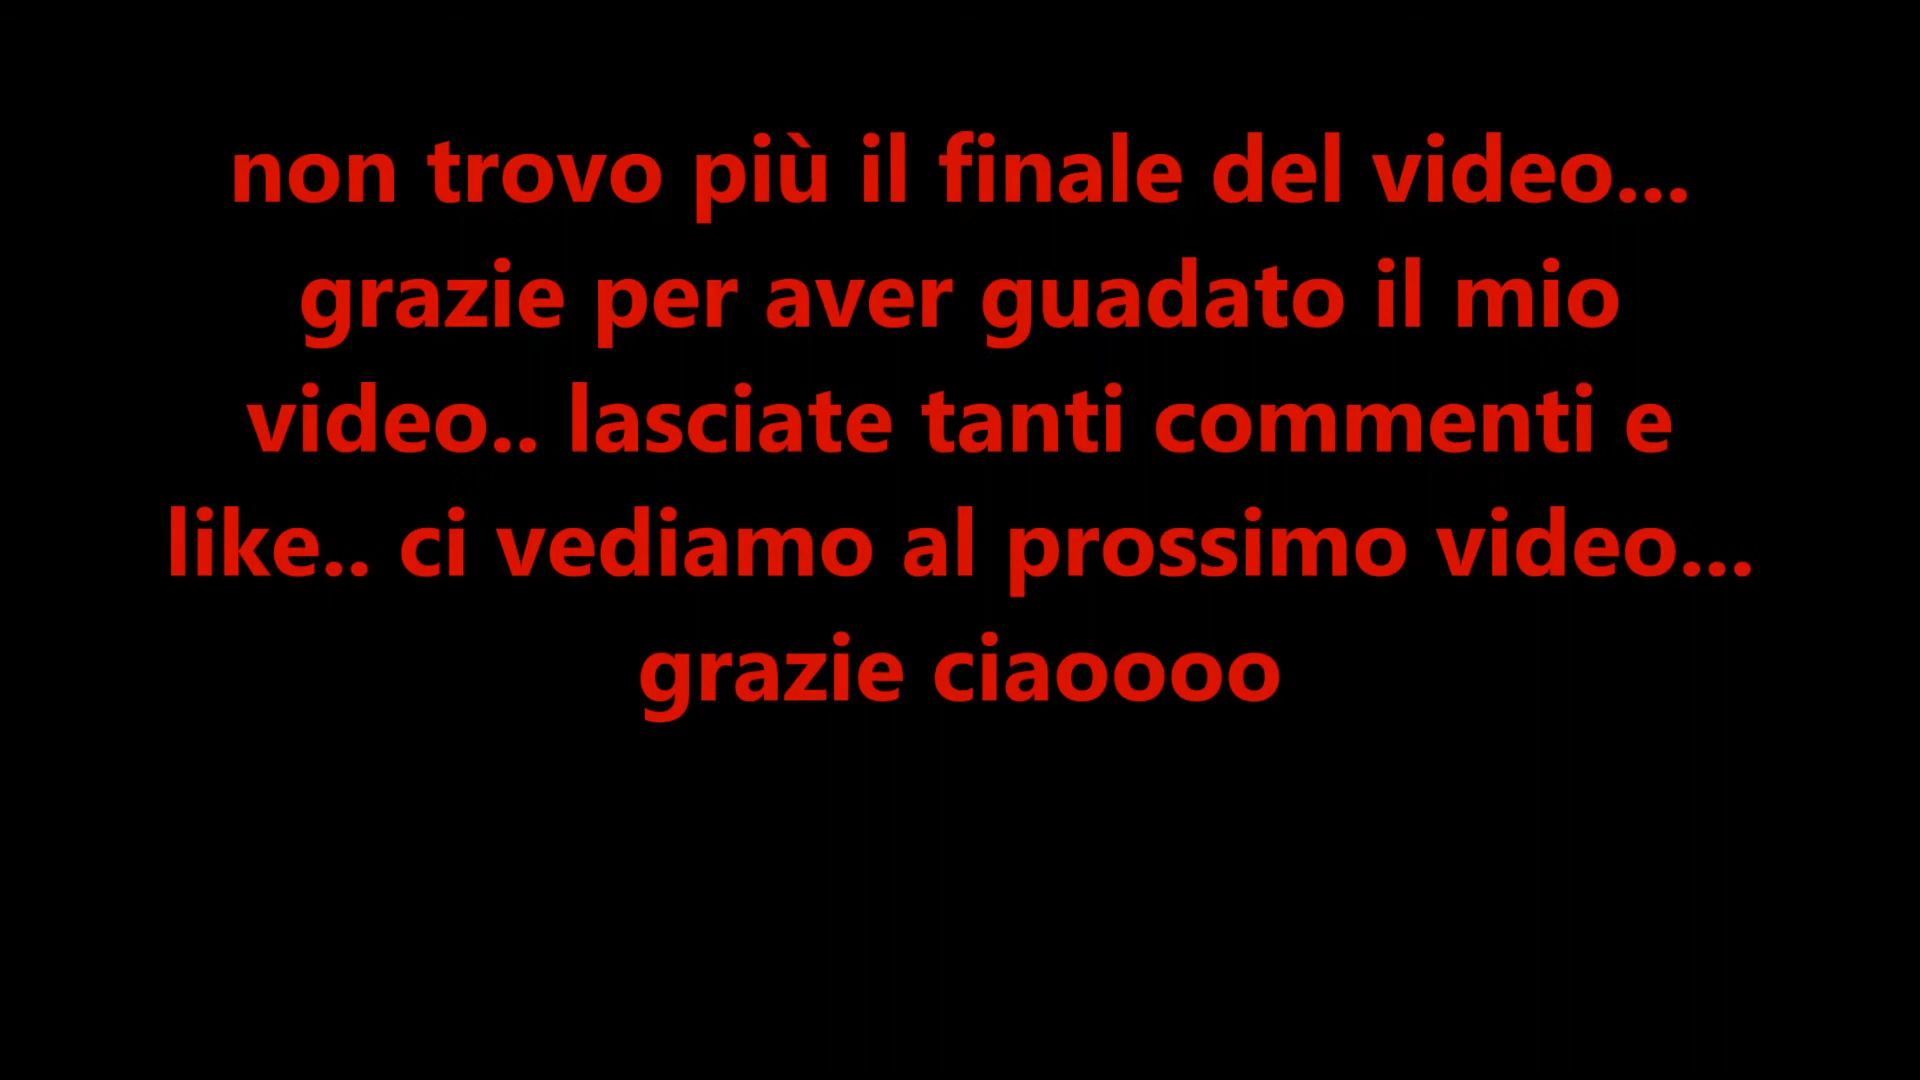 non trovo più il finale del video...
grazie per aver guadato il mio
video.. lasciate tanti commenti e
like.. ci vediamo al prossimo video...
grazie ciaoooo